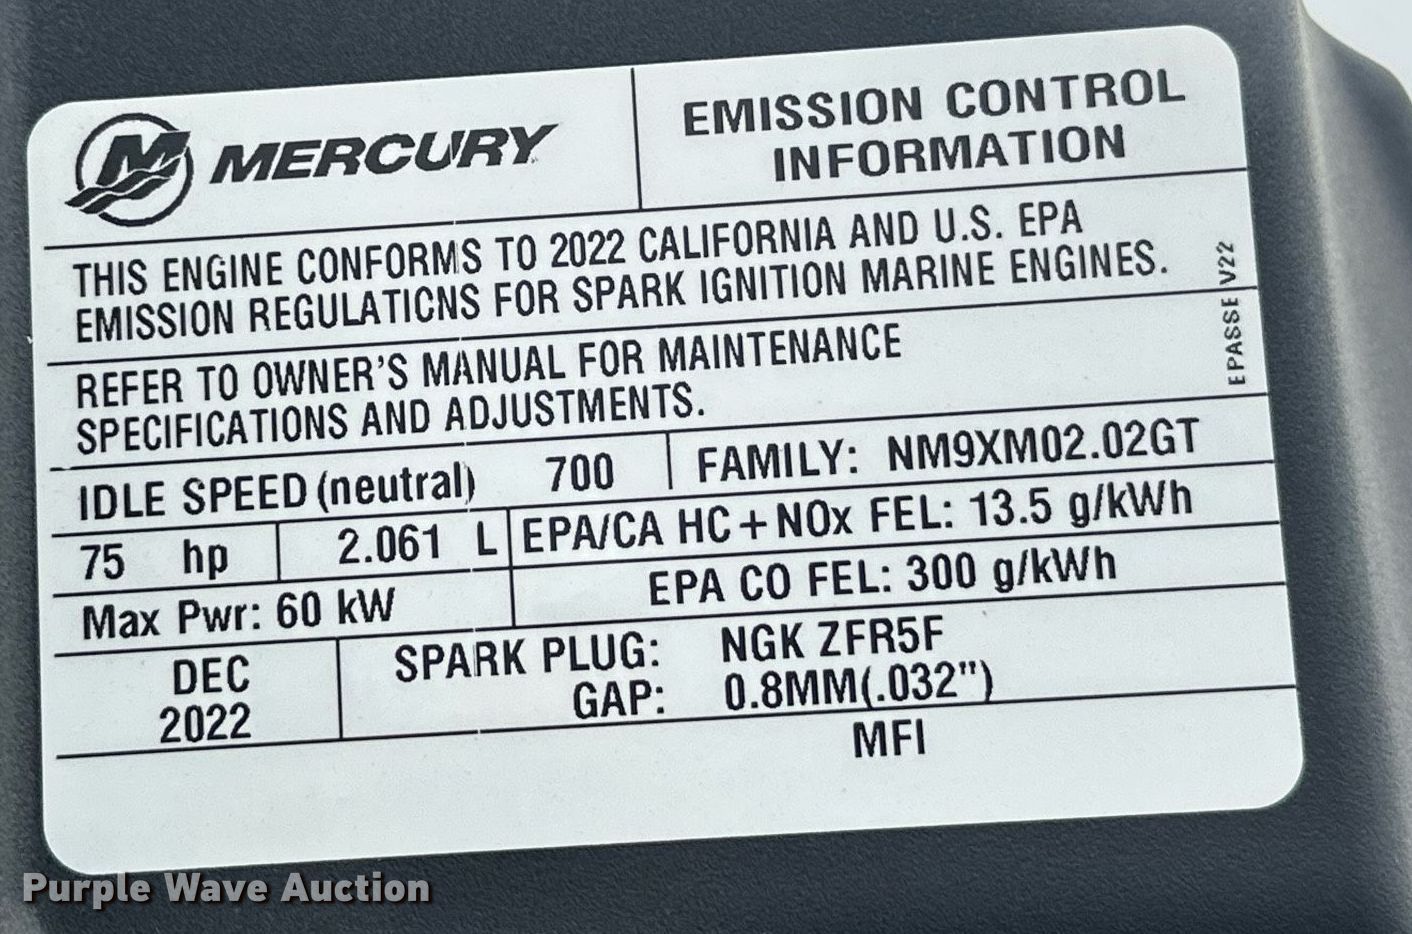 MERCURY
EMISSION CONTROL
INFORMATION
THIS ENGINE CONFORMS TO 2022 CALIFORNIA AND U.S. EPA
EMISSION REGULATIONS FOR SPARK IGNITION MARINE ENGINES.
EPASSE V22
REFER TO OWNER'S MANUAL FOR MAINTENANCE
SPECIFICATIONS AND ADJUSTMENTS.
IDLE SPEED (neutral) 700
FAMILY: NM9XM02.02GT
75 hp 2.061 L
EPA/CA HC+NOx FEL: 13.5 g/kWh
Max Pwr: 60 kW
EPA CO FEL: 300 g/kWh
DEC
2022
SPARK PLUG: NGK ZFR5F
GAP: 0.8MM(.032")
MFI
Purple Wave Auction